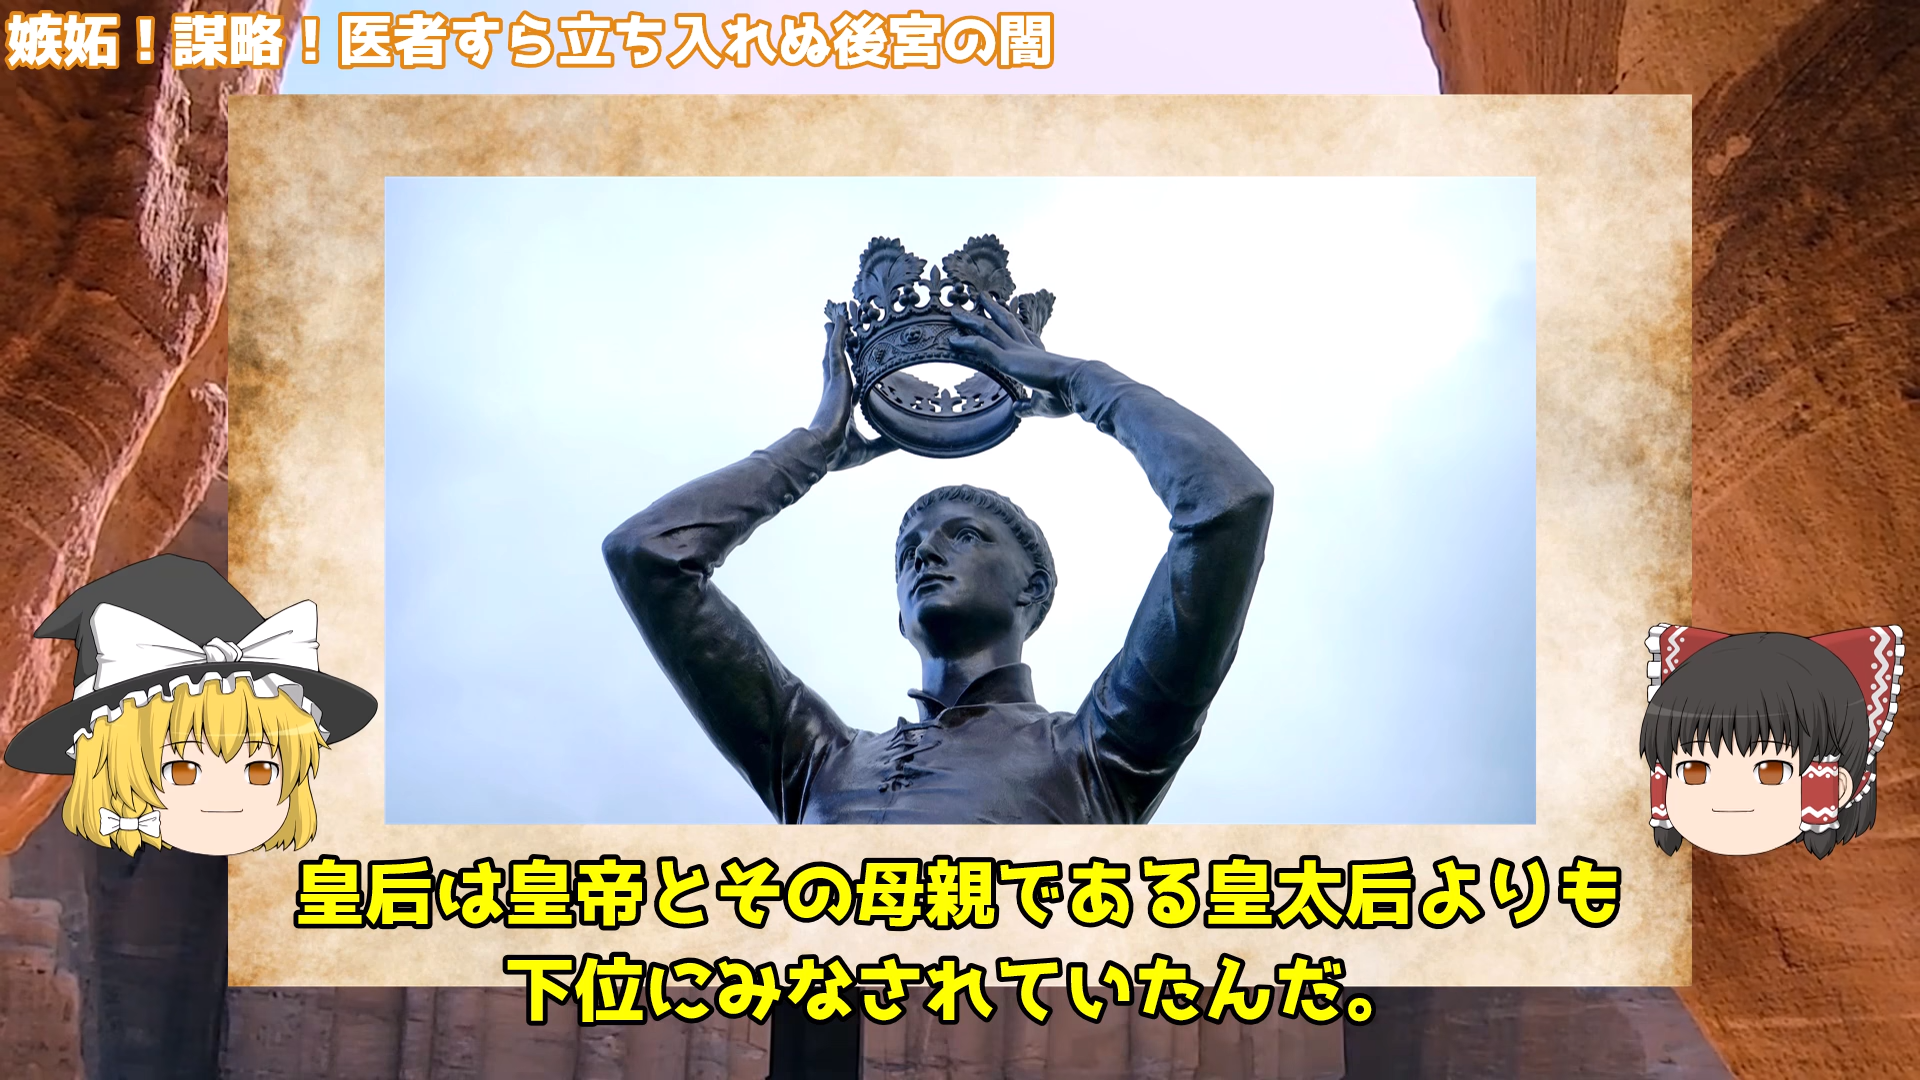 嫉妬！謀略！医者すら立ち入れぬ後宮の闇
皇后は皇帝とその母親である皇太后よりも
下位にみなされていたんだ。